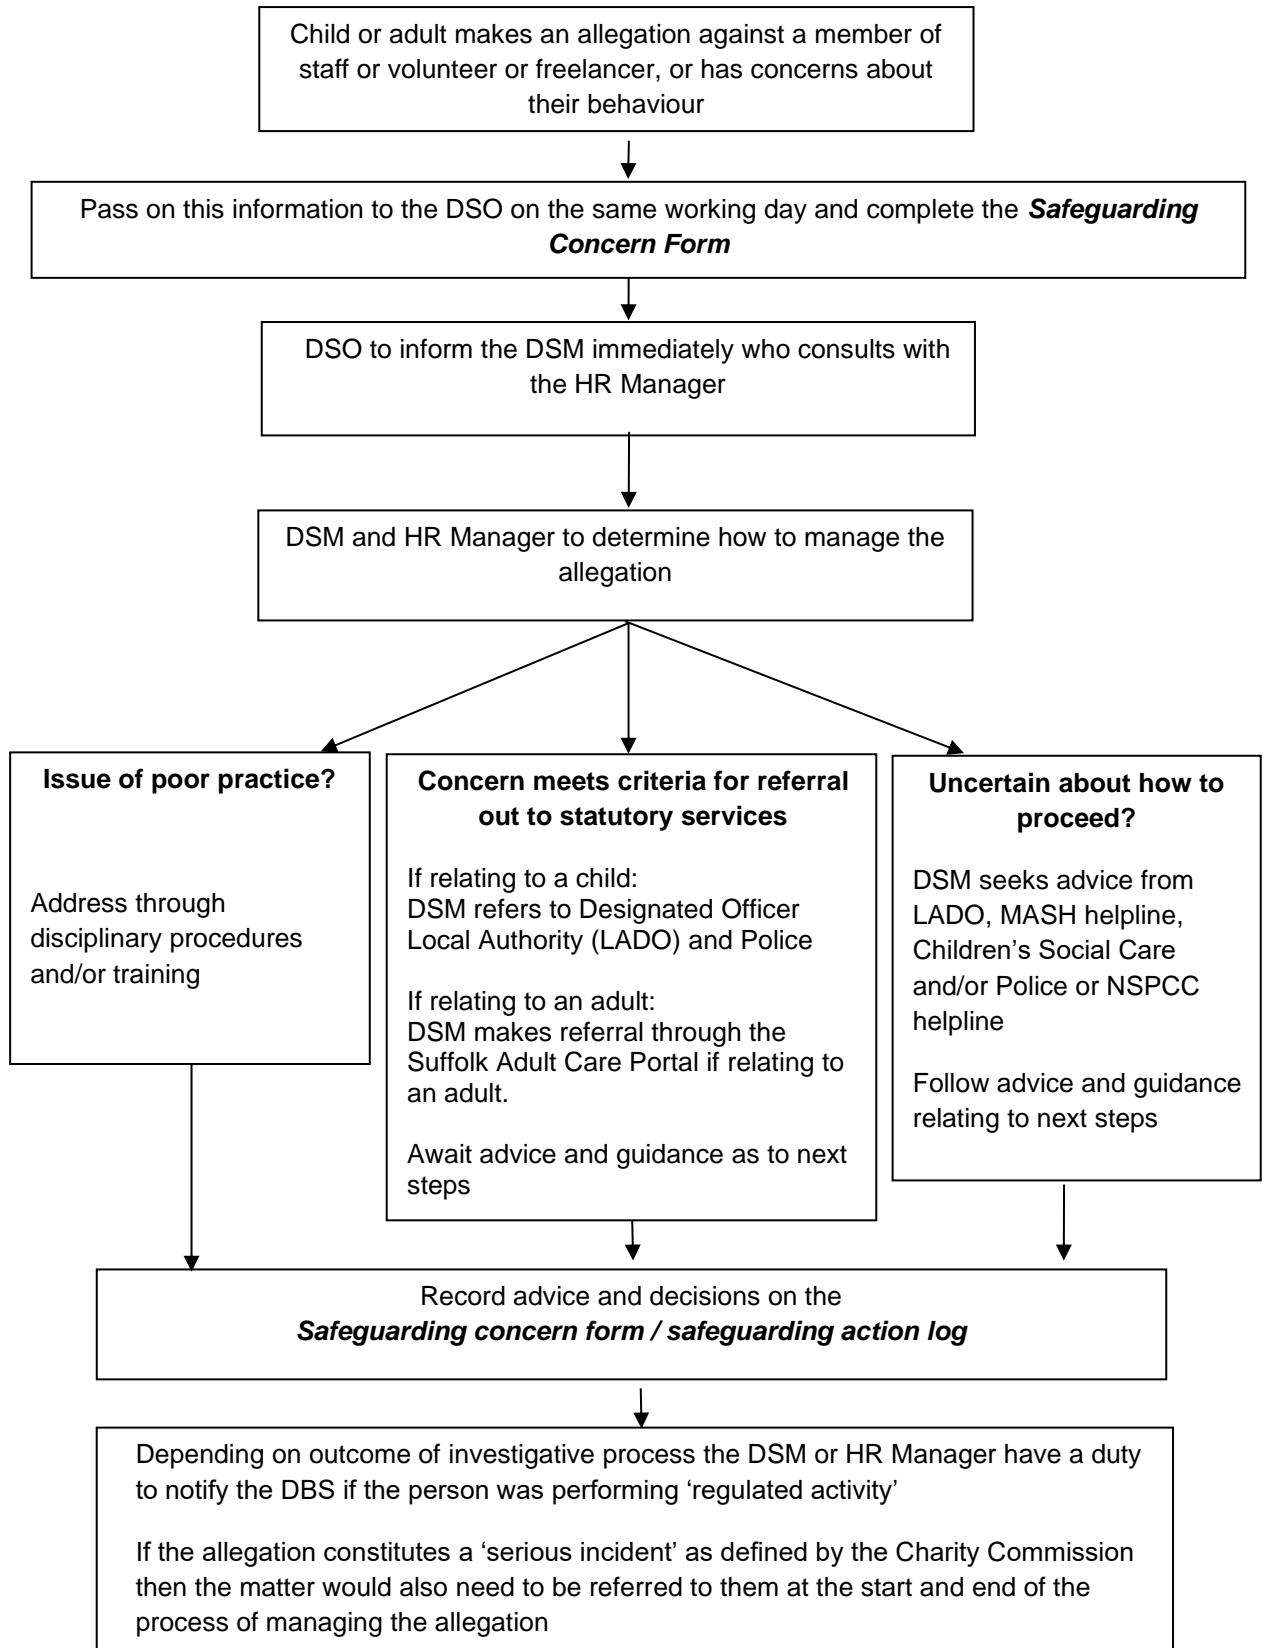 Child or adult makes an allegation against a member of
staff or volunteer or freelancer, or has concerns about
their behaviour
Pass on this information to the DSO on the same working day and complete the Safeguarding
Concern Form
DSO to inform the DSM immediately who consults with
the HR Manager
DSM and HR Manager to determine how to manage the
allegation
Issue of poor practice?
Address through
disciplinary procedures
and/or training
Concern meets criteria for referral
out to statutory services
If relating to a child:
DSM refers to Designated Officer
Local Authority (LADO) and Police
If relating to an adult:
DSM makes referral through the
Suffolk Adult Care Portal if relating to
an adult.
Await advice and guidance as to next
steps
Uncertain about how to
proceed?
DSM seeks advice from
LADO, MASH helpline,
Children’s Social Care
and/or Police or NSPCC
helpline
Follow advice and guidance
relating to next steps
Record advice and decisions on the
Safeguarding concern form / safeguarding action log
Depending on outcome of investigative process the DSM or HR Manager have a duty
to notify the DBS if the person was performing ‘regulated activity’
If the allegation constitutes a ‘serious incident’ as defined by the Charity Commission
then the matter would also need to be referred to them at the start and end of the
process of managing the allegation